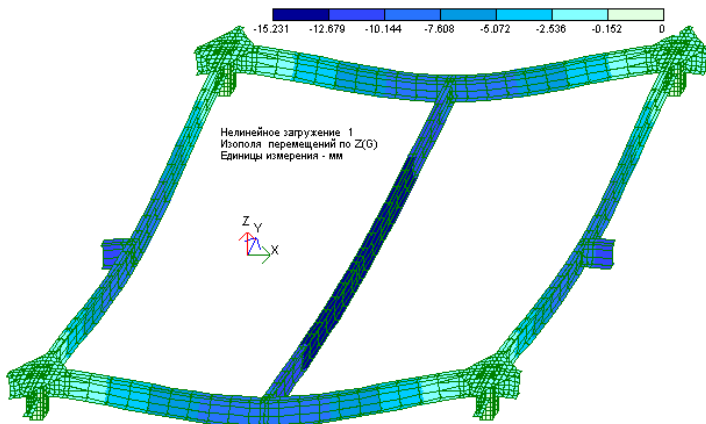 -15.231 -12.679 -10.144 -7.608 -5.072 -2.536 -0.152 0
Нелинейное загружение 1
Изополя перемещений по Z(G)
Единицы измерения - мм
Z
Y
X